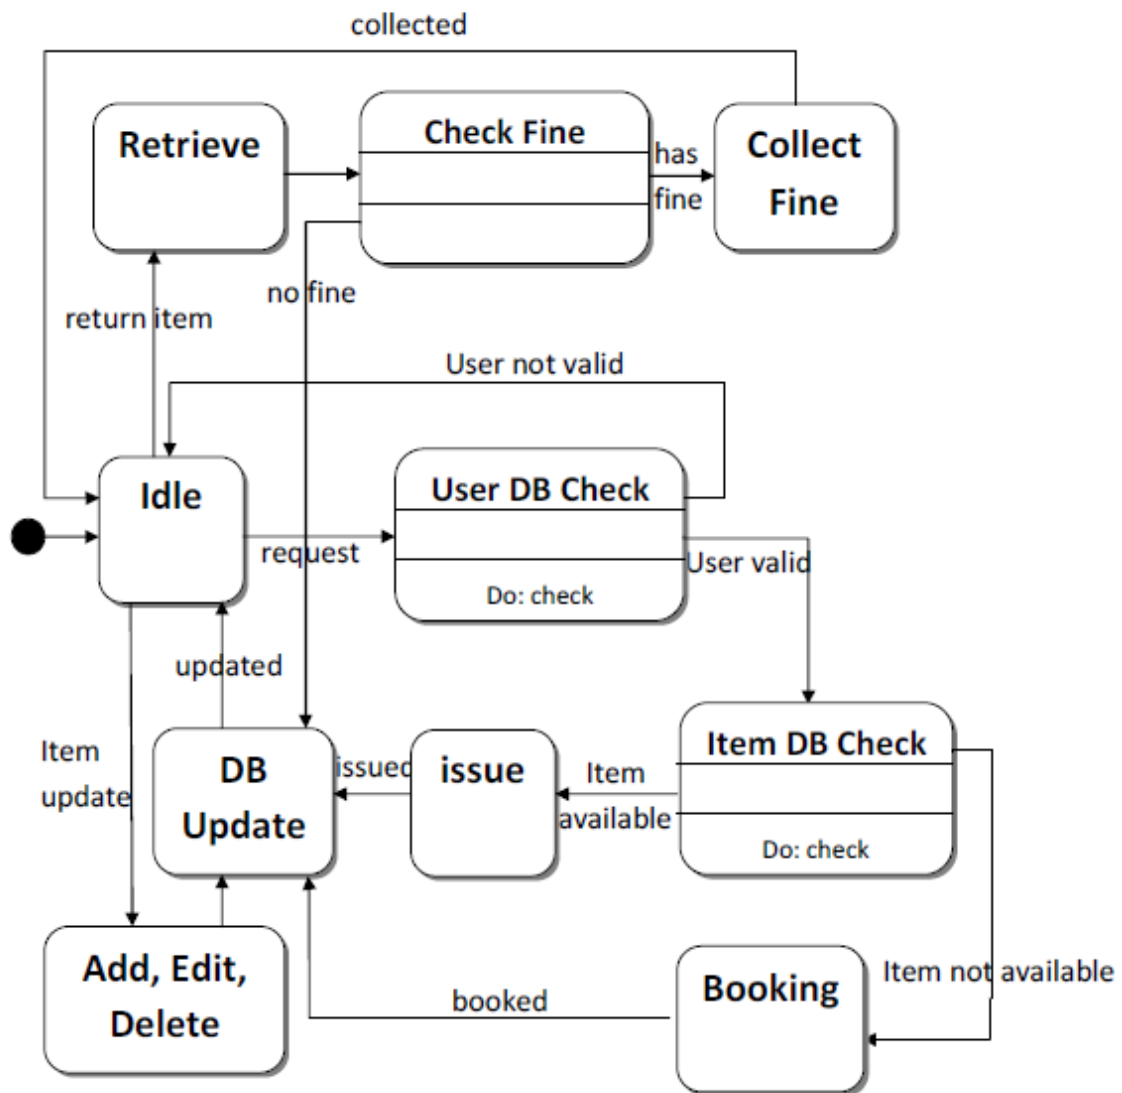 collected
Retrieve
Check Fine
has
fine
Collect
Fine
no fine
return item
User not valid
Idle
User DB Check
request
User valid
Do: check
updated
Item
update
DB
Update
issued
issue
Item
available
Item DB Check
Do: check
Add, Edit,
Delete
booked
Booking
Item not available